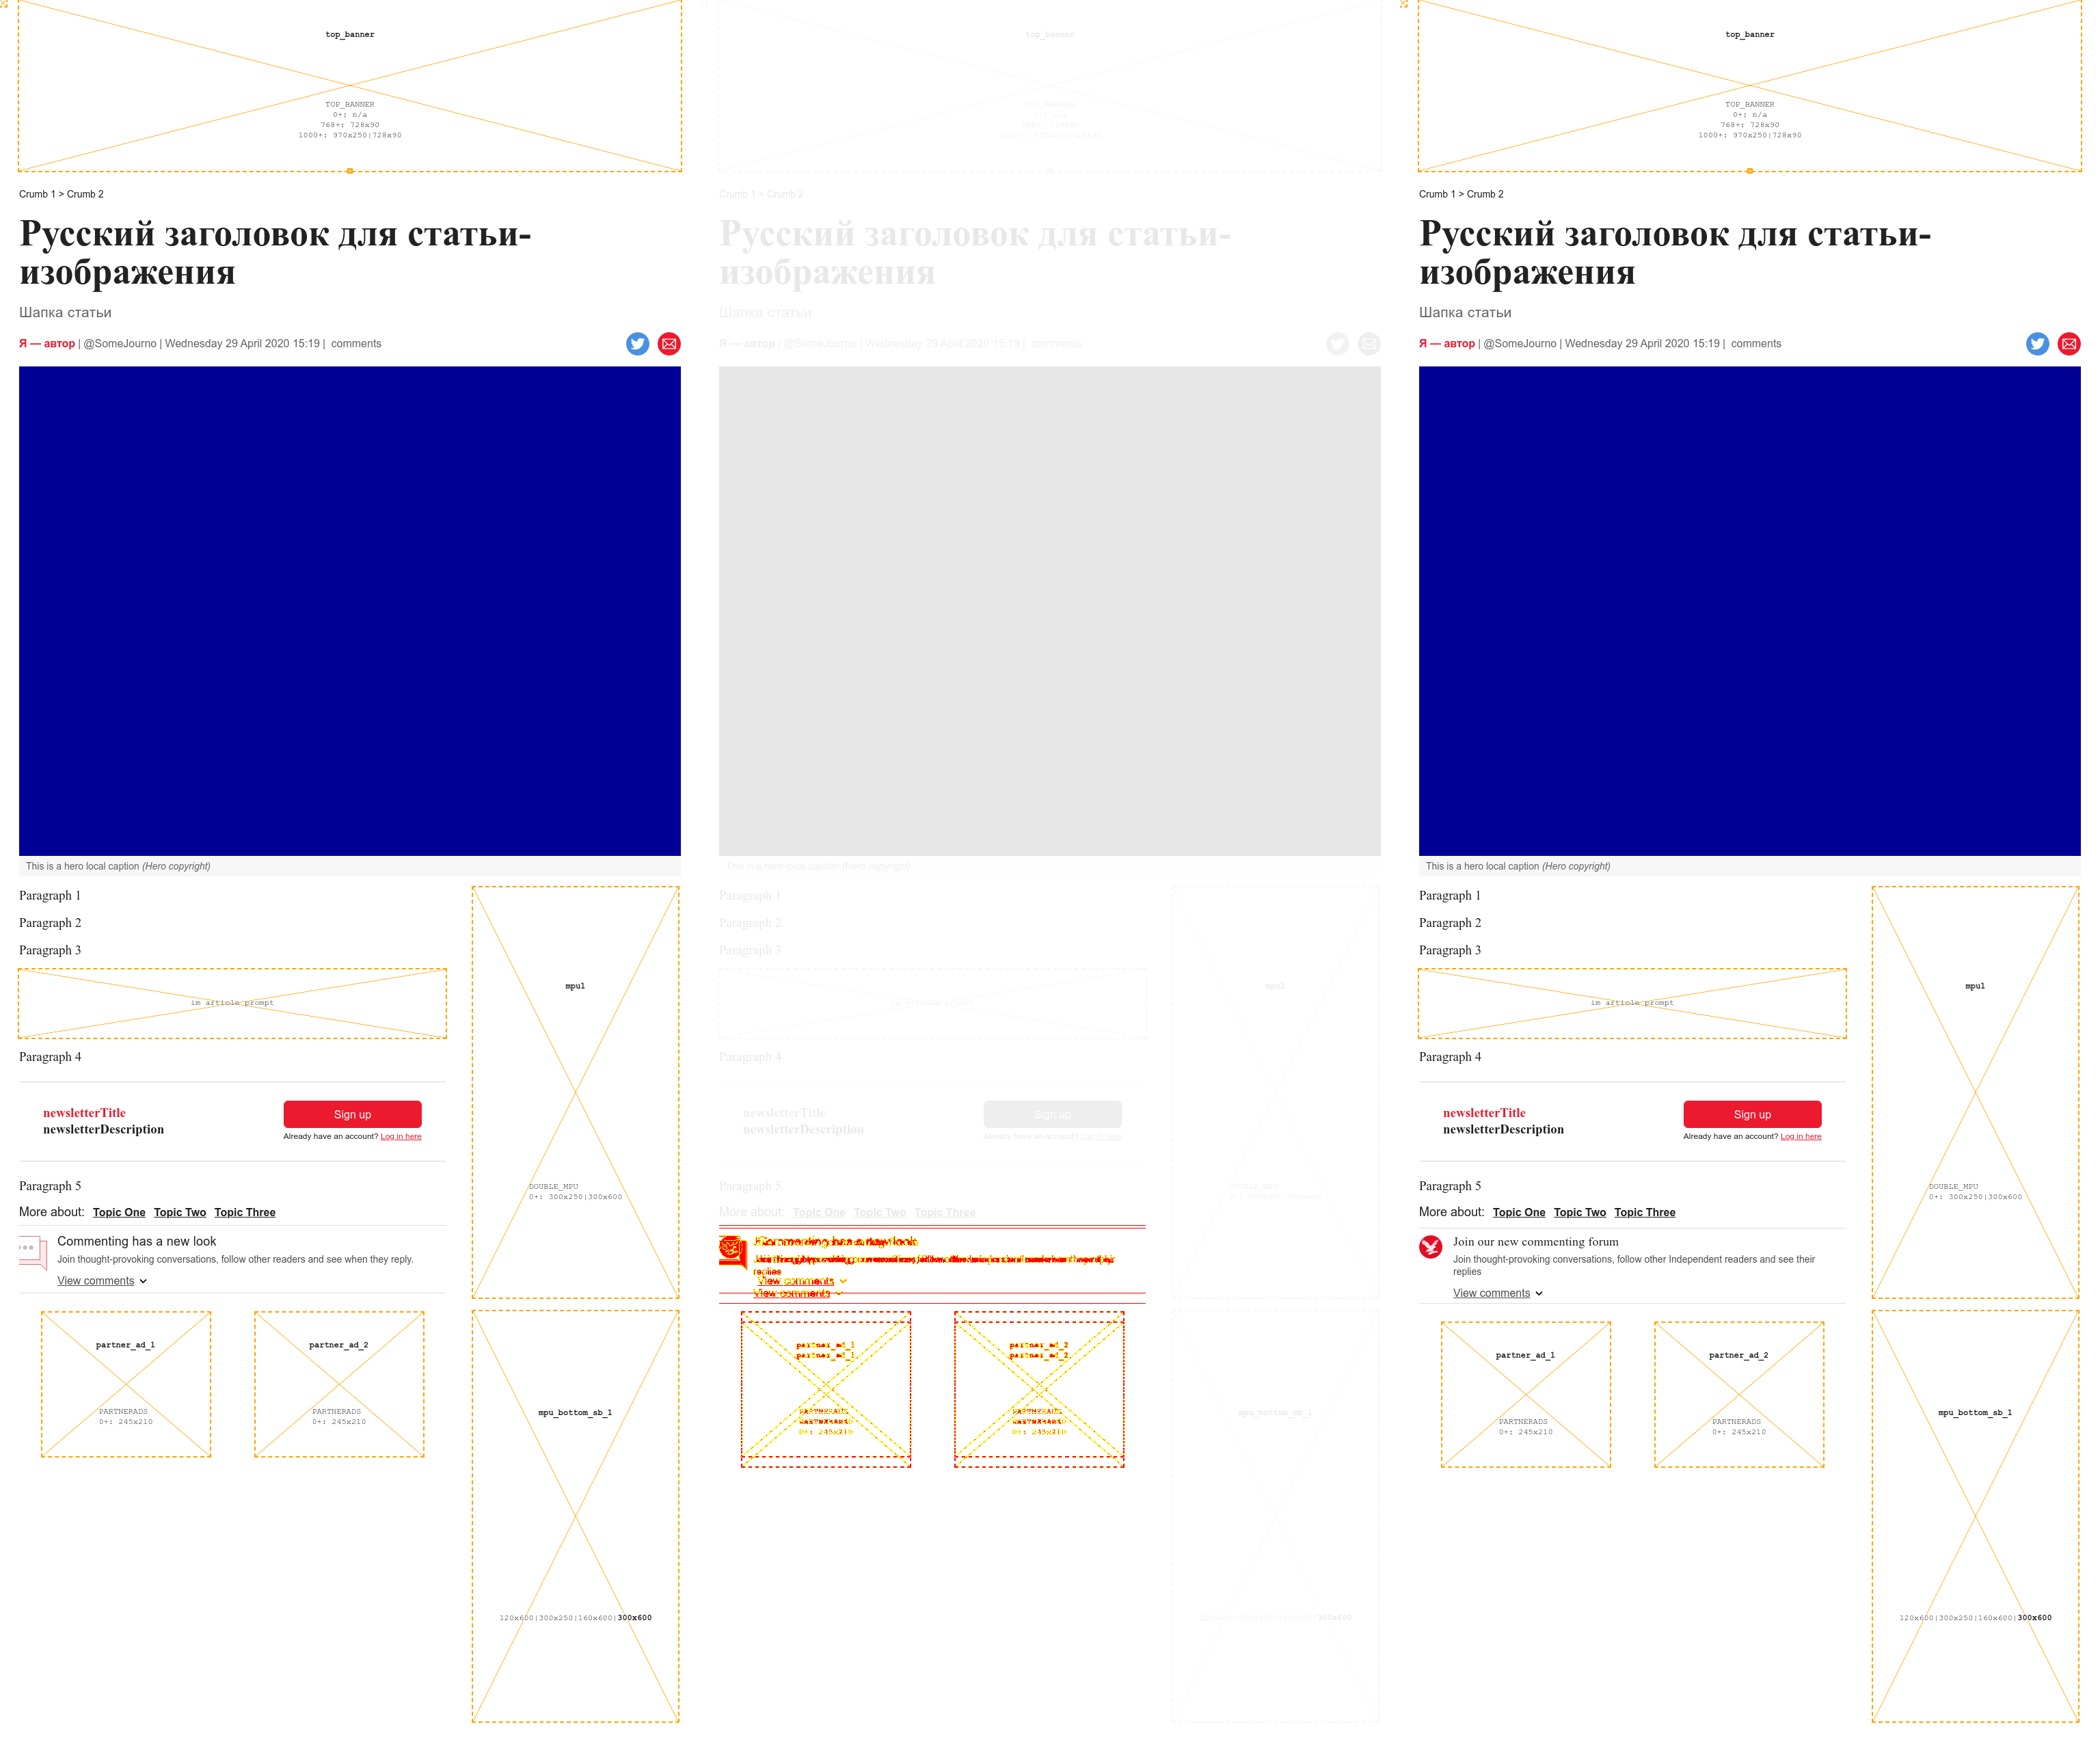 top_banner
TOP_BANNER
0+: n/a
768+: 728x90
1000+: 970x250|728x90
Crumb 1 > Crumb 2
Русский заголовок для статьи-
изображения
Шапка статьи
Я — автор | @SomeJourno | Wednesday 29 April 2020 15:19 | comments
This is a hero local caption (Hero copyright)
Paragraph 1
Paragraph 2
Paragraph 3
im_article_prompt
Paragraph 4
newsletterTitle
newsletterDescription
Sign up
Already have an account? Log in here
Paragraph 5
More about: Topic One Topic Two Topic Three
Commenting has a new look
Join thought-provoking conversations, follow other readers and see when they reply.
View comments
partner_ad_1
PARTNERADS
0+: 245x210
partner_ad_2
PARTNERADS
0+: 245x210
mpu1
DOUBLE_MPU
0+: 300x250|300x600
mpu_bottom_sb_1
120x600|300x250|160x600|300x600
top_banner
TOP_BANNER
0+: n/a
768+: 728x90
1000+: 970x250|728x90
Crumb 1 > Crumb 2
Русский заголовок для статьи-
изображения
Шапка статьи
Я — автор | @SomeJourno | Wednesday 29 April 2020 15:19 | comments
This is a hero local caption (Hero copyright)
Paragraph 1
Paragraph 2
Paragraph 3
im_article_prompt
Paragraph 4
newsletterTitle
newsletterDescription
Sign up
Already have an account? Log in here
Paragraph 5
More about: Topic One Topic Two Topic Three
View comments
View comments
partner_ad_1
partner_ad_1
0+: 245x210
partner_ad_2
partner_ad_2
0+: 245x210
mpu1
DOUBLE_MPU
0+: 300x250|300x600
mpu_bottom_sb_1
120x600|300x250|160x600|300x600
top_banner
TOP_BANNER
0+: n/a
768+: 728x90
1000+: 970x250|728x90
Crumb 1 > Crumb 2
Русский заголовок для статьи-
изображения
Шапка статьи
Я — автор | @SomeJourno | Wednesday 29 April 2020 15:19 | comments
This is a hero local caption (Hero copyright)
Paragraph 1
Paragraph 2
Paragraph 3
im_article_prompt
Paragraph 4
newsletterTitle
newsletterDescription
Sign up
Already have an account? Log in here
Paragraph 5
More about: Topic One Topic Two Topic Three
Join our new commenting forum
Join thought-provoking conversations, follow other Independent readers and see their
replies
View comments
partner_ad_1
PARTNERADS
0+: 245x210
partner_ad_2
PARTNERADS
0+: 245x210
mpu1
DOUBLE_MPU
0+: 300x250|300x600
mpu_bottom_sb_1
120x600|300x250|160x600|300x600